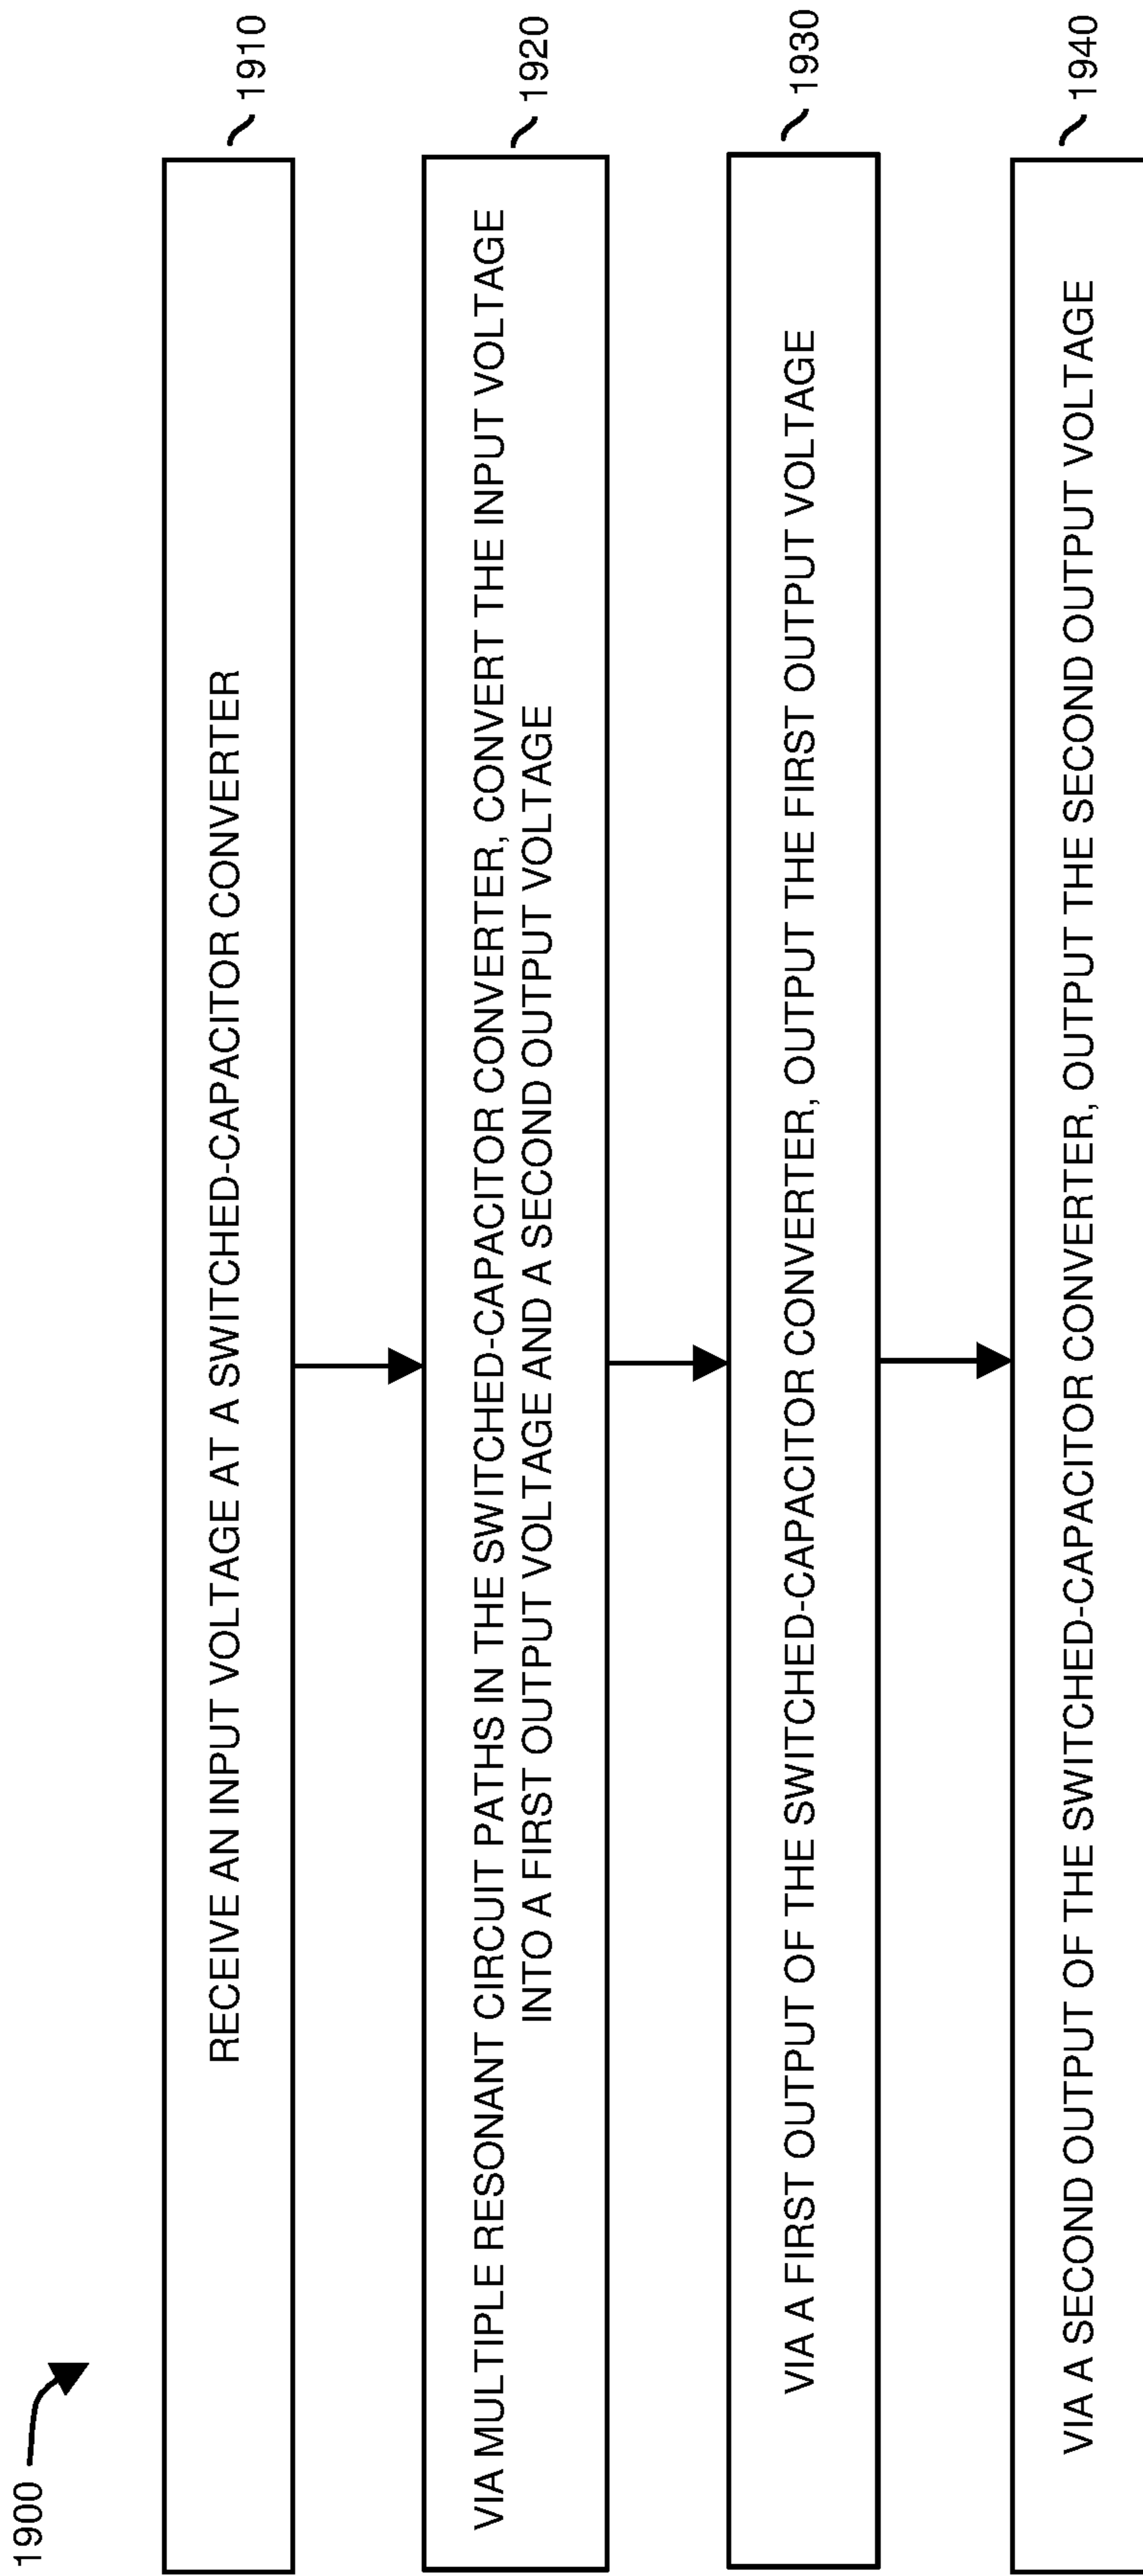 1900
RECEIVE AN INPUT VOLTAGE AT A SWITCHED-CAPACITOR CONVERTER
1910
VIA MULTIPLE RESONANT CIRCUIT PATHS IN THE SWITCHED-CAPACITOR CONVERTER, CONVERT THE INPUT VOLTAGE
INTO A FIRST OUTPUT VOLTAGE AND A SECOND OUTPUT VOLTAGE
1920
VIA A FIRST OUTPUT OF THE SWITCHED-CAPACITOR CONVERTER, OUTPUT THE FIRST OUTPUT VOLTAGE
1930
VIA A SECOND OUTPUT OF THE SWITCHED-CAPACITOR CONVERTER, OUTPUT THE SECOND OUTPUT VOLTAGE
1940